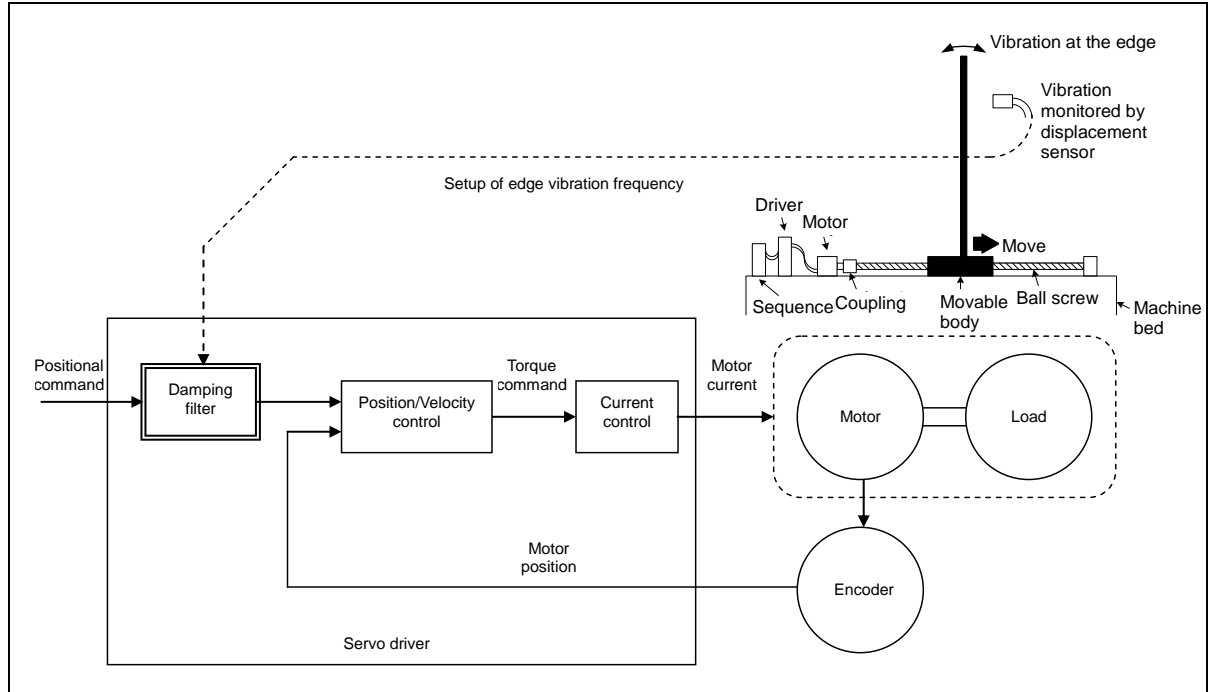 Vibration at the edge
Vibration
monitored by
displacement
sensor
Setup of edge vibration frequency
Driver
Motor
Move
Sequence
Coupling
Movable
body
Ball screw
Machine
bed
Positional
command
Damping
filter
Position/Velocity
control
Torque
command
Current
control
Motor
current
Motor
Load
Motor
position
Encoder
Servo driver